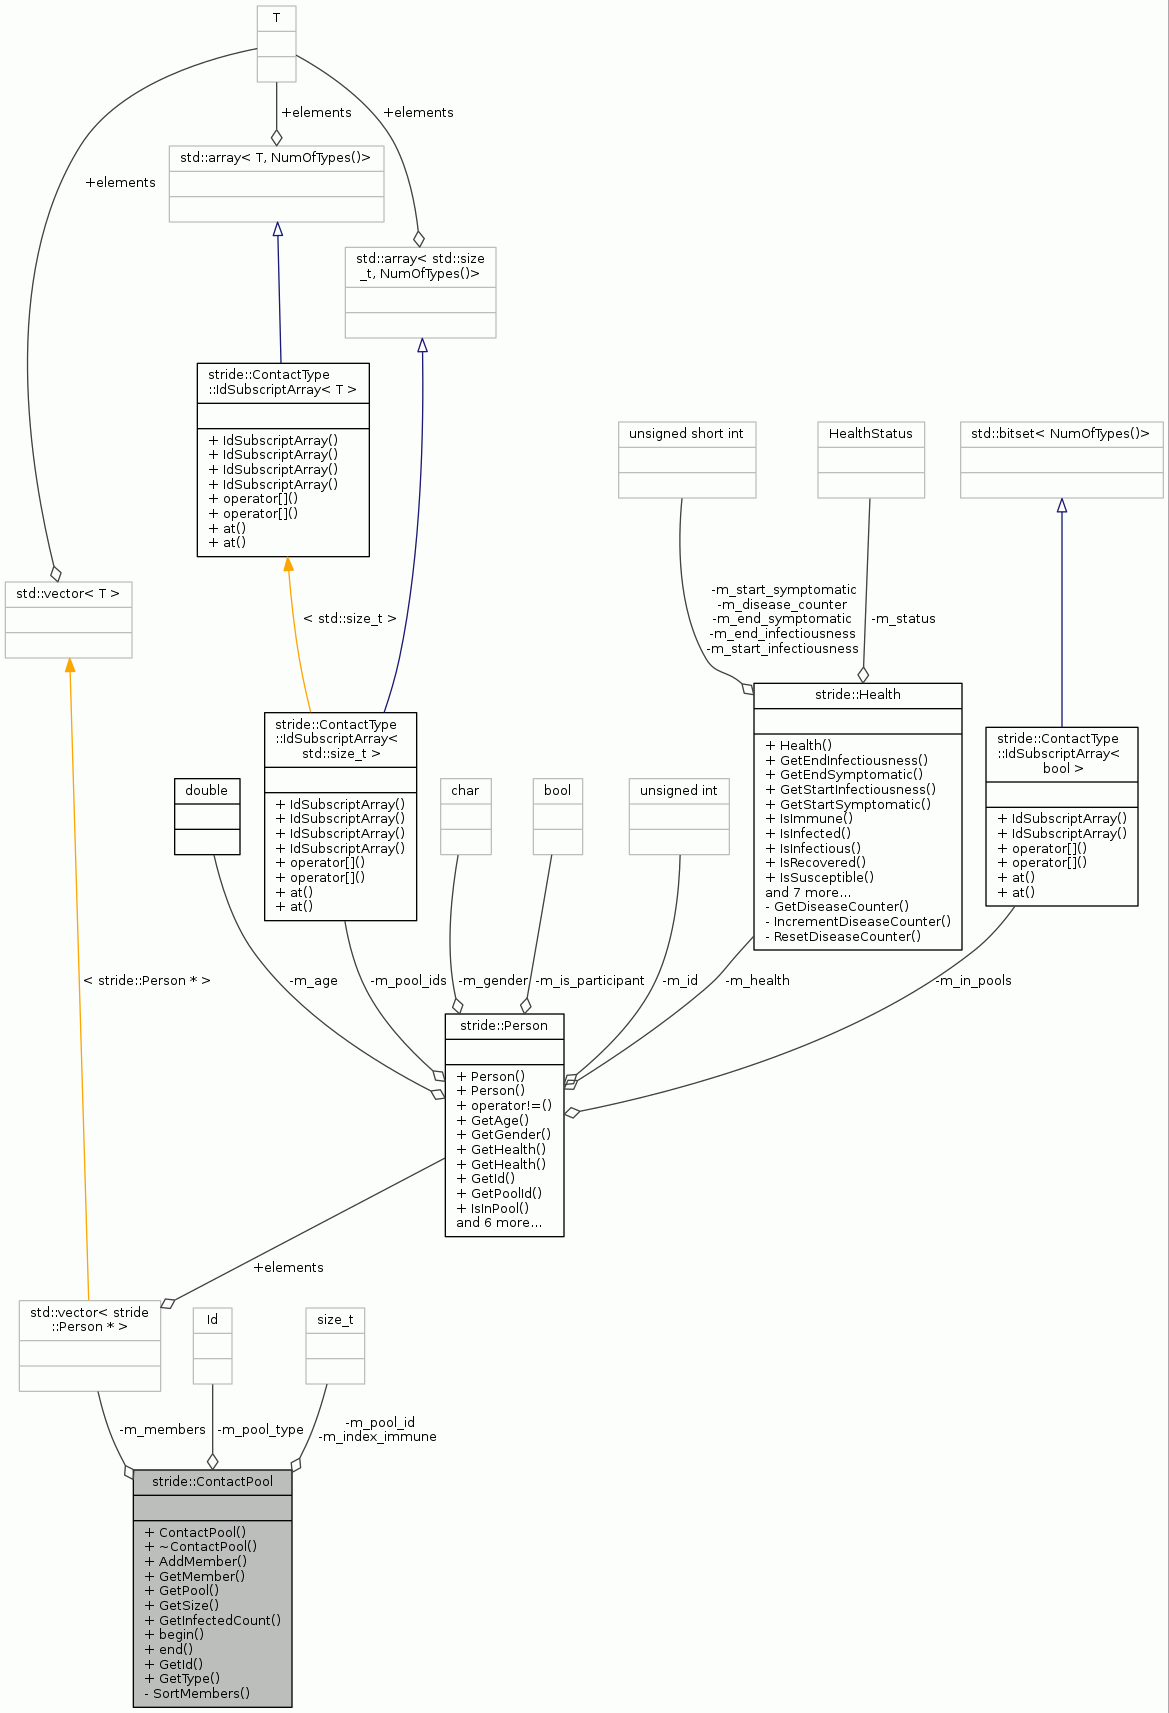 T
+elements
+elements
std::array< T, NumOfTypes()>
+elements
std::array< std::size
_t, NumOfTypes()>
stride::ContactType
::IdSubscriptArray< T >
+ IdSubscriptArray()
+ IdSubscriptArray()
+ IdSubscriptArray()
+ IdSubscriptArray()
+ operator[]()
+ operator[]()
+ at()
+ at()
unsigned short int
HealthStatus
std::bitset< NumOfTypes()>
std::vector< T >
< std::size_t >
-m_start_symptomatic
-m_disease_counter
-m_end_symptomatic
-m_end_infectiousness
-m_start_infectiousness
-m_status
stride::ContactType
::IdSubscriptArray<
std::size_t >
+ IdSubscriptArray()
+ IdSubscriptArray()
+ IdSubscriptArray()
+ IdSubscriptArray()
+ operator[]()
+ operator[]()
+ at()
+ at()
stride::Health
+ Health()
+ GetEndInfectiousness()
+ GetEndSymptomatic()
+ GetStartInfectiousness()
+ GetStartSymptomatic()
+ IsImmune()
+ IsInfected()
+ IsInfectious()
+ IsRecovered()
+ IsSusceptible()
and 7 more...
- GetDiseaseCounter()
- IncrementDiseaseCounter()
- ResetDiseaseCounter()
stride::ContactType
::IdSubscriptArray<
bool >
+ IdSubscriptArray()
+ IdSubscriptArray()
+ operator[]()
+ operator[]()
+ at()
+ at()
double
char
bool
unsigned int
< stride::Person * >
-m_age
-m_pool_ids
-m_gender
-m_is_participant
-m_id
-m_health
-m_in_pools
stride::Person
+ Person()
+ Person()
+ operator!=()
+ GetAge()
+ GetGender()
+ GetHealth()
+ GetHealth()
+ GetId()
+ GetPoolId()
+ IsInPool()
and 6 more...
+elements
std::vector< stride
::Person * >
Id
size_t
-m_members
-m_pool_type
-m_pool_id
-m_index_immune
stride::ContactPool
+ ContactPool()
+ ~ContactPool()
+ AddMember()
+ GetMember()
+ GetPool()
+ GetSize()
+ GetInfectedCount()
+ begin()
+ end()
+ GetId()
+ GetType()
- SortMembers()